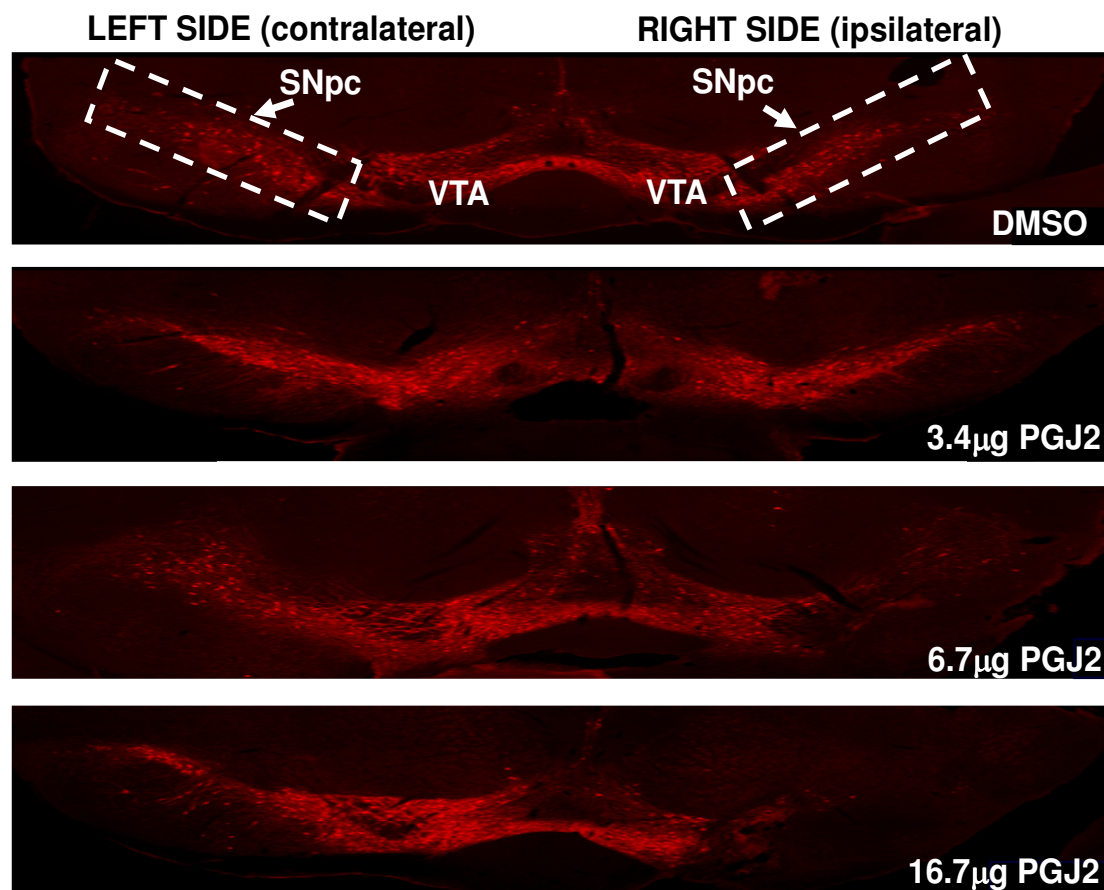 LEFT SIDE (contralateral) RIGHT SIDE (ipsilateral)
SNpc SNpc
VTA VTA
DMSO
3.4μg PGJ2
6.7μg PGJ2
16.7μg PGJ2